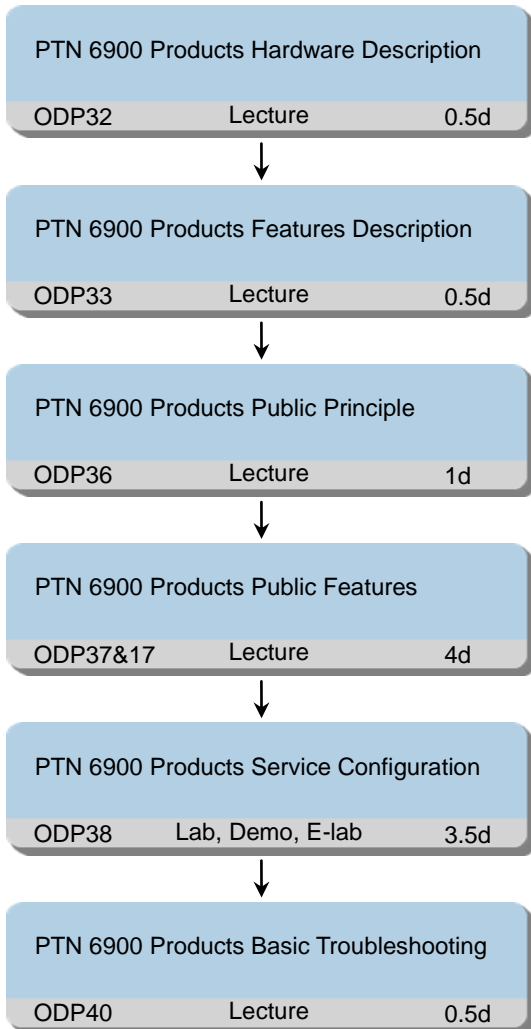 PTN 6900 Products Hardware Description
ODP32 Lecture 0.5d
PTN 6900 Products Features Description
ODP33 Lecture 0.5d
PTN 6900 Products Public Principle
ODP36 Lecture 1d
PTN 6900 Products Public Features
ODP37&17 Lecture 4d
PTN 6900 Products Service Configuration
ODP38 Lab, Demo, E-lab 3.5d
PTN 6900 Products Basic Troubleshooting
ODP40 Lecture 0.5d